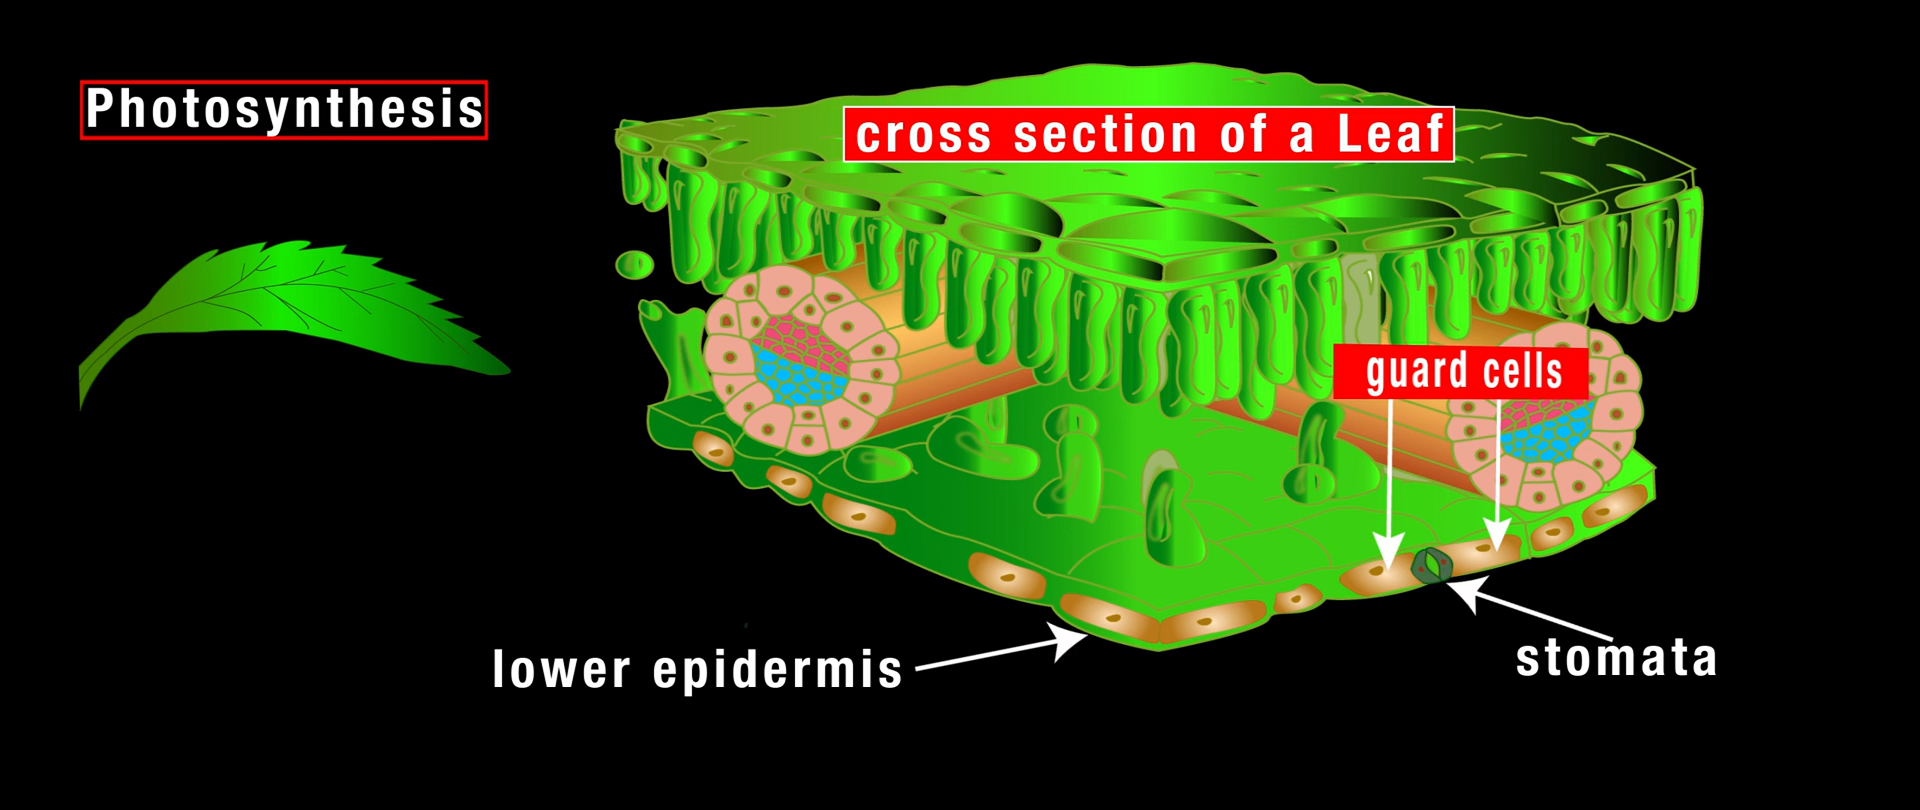 Photosynthesis
cross section of a Leaf
guard cells
lower epidermis
stomata